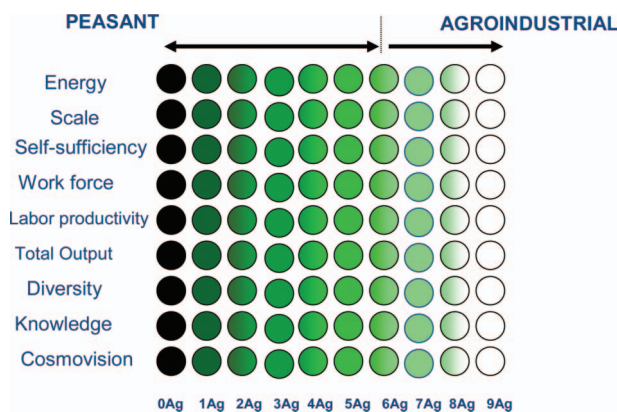 PEASANT AGROINDUSTRIAL
Energy
Scale
Self-sufficiency
Work force
Labor productivity
Total Output
Diversity
Knowledge
Cosmovision
0Ag 1Ag 2Ag 3Ag 4Ag 5Ag 6Ag 7Ag 8Ag 9Ag